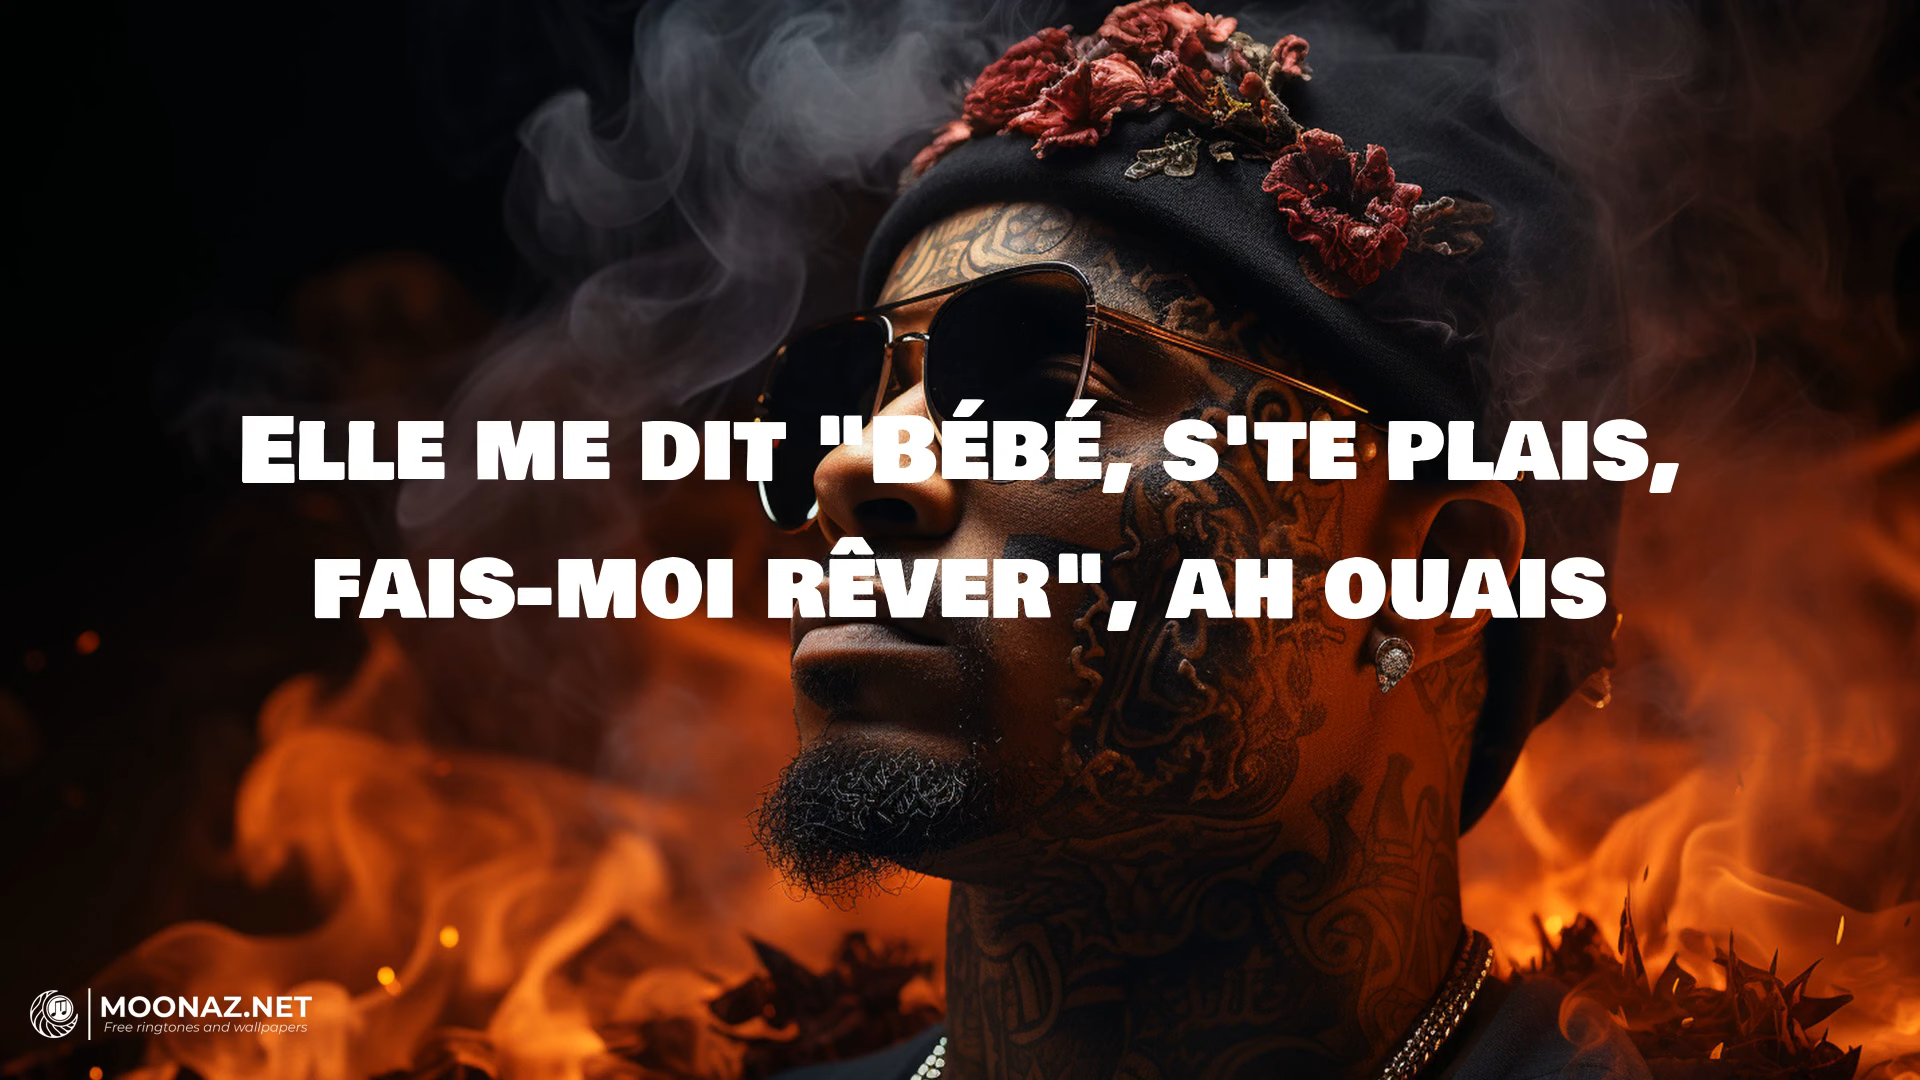 Elle me dit "Bébé, s'te plais,
fais-moi rêver", ah ouais
MOONAZ.NET
Free ringtones and wallpapers